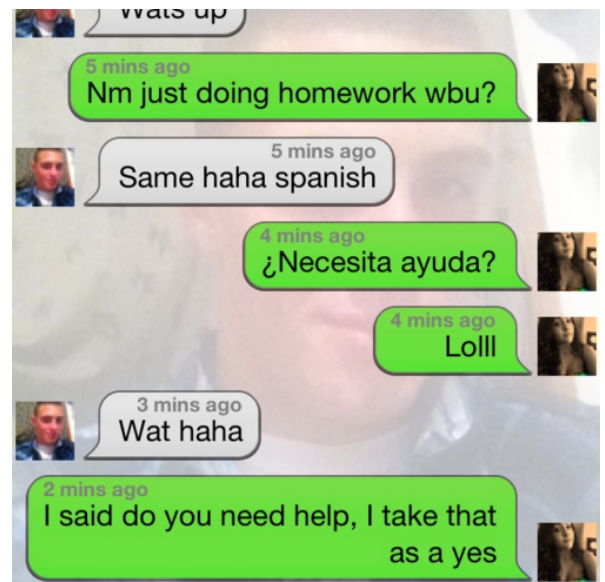 Wats up
5 mins ago
Nm just doing homework wbu?
5 mins ago
Same haha spanish
4 mins ago
¿Necesita ayuda?
4 mins ago
Lolll
3 mins ago
Wat haha
2 mins ago
I said do you need help, I take that
as a yes